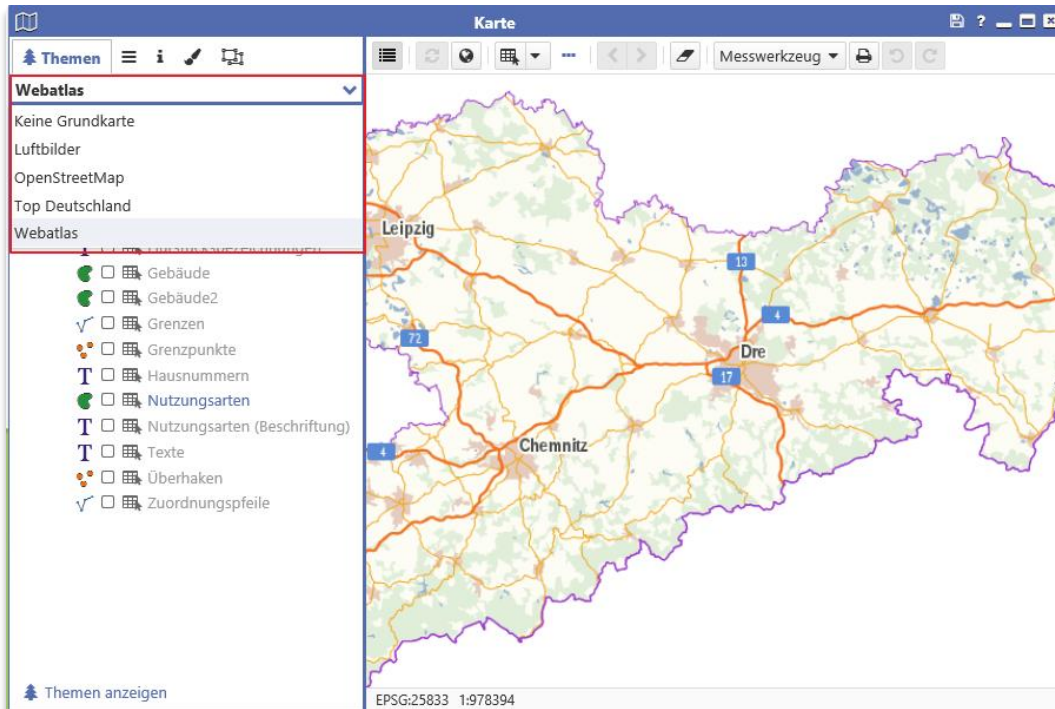 Karte
?
Themen
i
Messwerkzeug
Webatlas
Keine Grundkarte
Luftbilder
OpenStreetMap
Top Deutschland
Webatlas
T
Gebäude
Gebäude2
Grenzen
Grenzpunkte
T Hausnummern
Nutzungsarten
T Nutzungsarten (Beschriftung)
T Texte
Überhaken
Zuordnungspfeile
Themen anzeigen
Leipzig
13
4
72
Dre
17
4
Chemnitz
EPSG:25833 1:978394